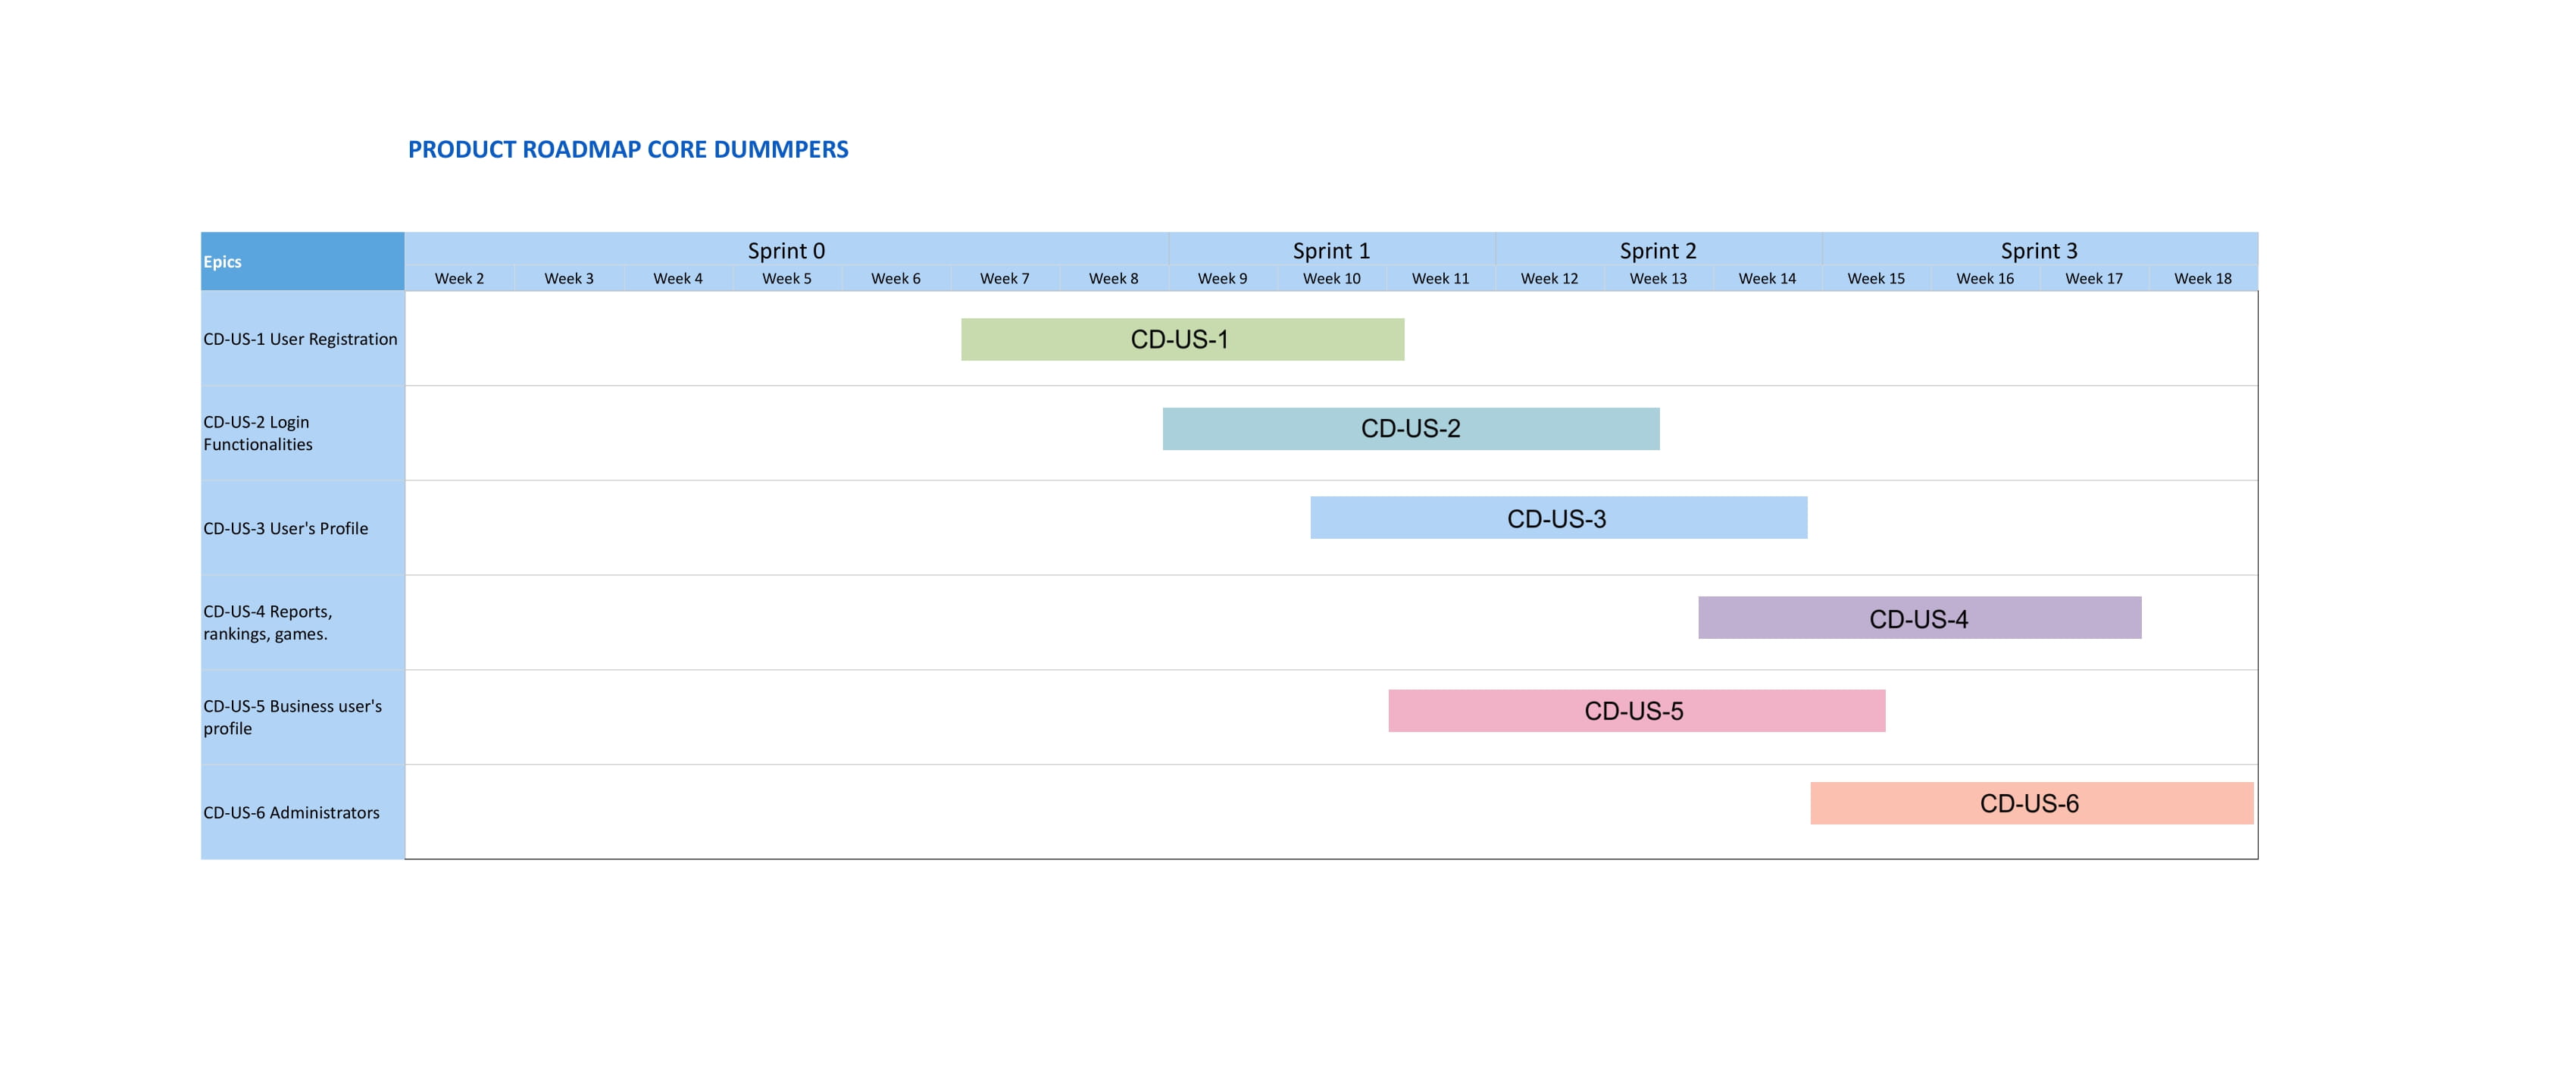 PRODUCT ROADMAP CORE DUMMPERS
Epics
Sprint 0 Sprint 1 Sprint 2 Sprint 3
Week 2 Week 3 Week 4 Week 5 Week 6 Week 7 Week 8 Week 9 Week 10 Week 11 Week 12 Week 13 Week 14 Week 15 Week 16 Week 17 Week 18
CD-US-1 User Registration
CD-US-1
CD-US-2 Login
Functionalities
CD-US-2
CD-US-3 User's Profile
CD-US-3
CD-US-4 Reports,
rankings, games.
CD-US-4
CD-US-5 Business user's
profile
CD-US-5
CD-US-6 Administrators
CD-US-6